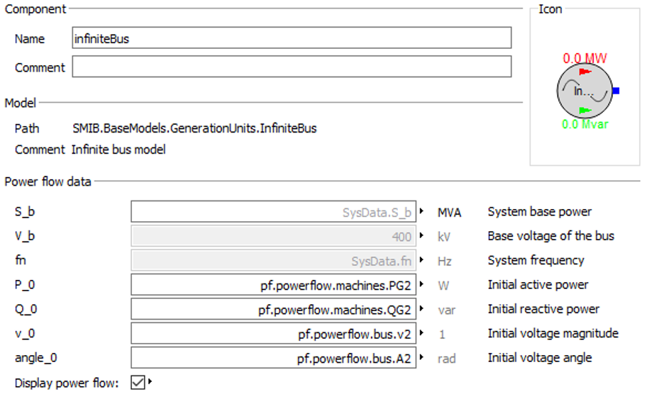 Component
Icon
Name infiniteBus
Comment
0.0 MW
In...
0.0 Mvar
Model
Path SMIB.BaseModels.GenerationUnits.InfiniteBus
Comment Infinite bus model
Power flow data
S_b SysData.S_b MVA System base power
V_b 400 kV Base voltage of the bus
fn SysData.fn Hz System frequency
P_0 pf.powerflow.machines.PG2 W Initial active power
Q_0 pf.powerflow.machines.QG2 var Initial reactive power
v_0 pf.powerflow.bus.v2 1 Initial voltage magnitude
angle_0 pf.powerflow.bus.A2 rad Initial voltage angle
Display power flow: